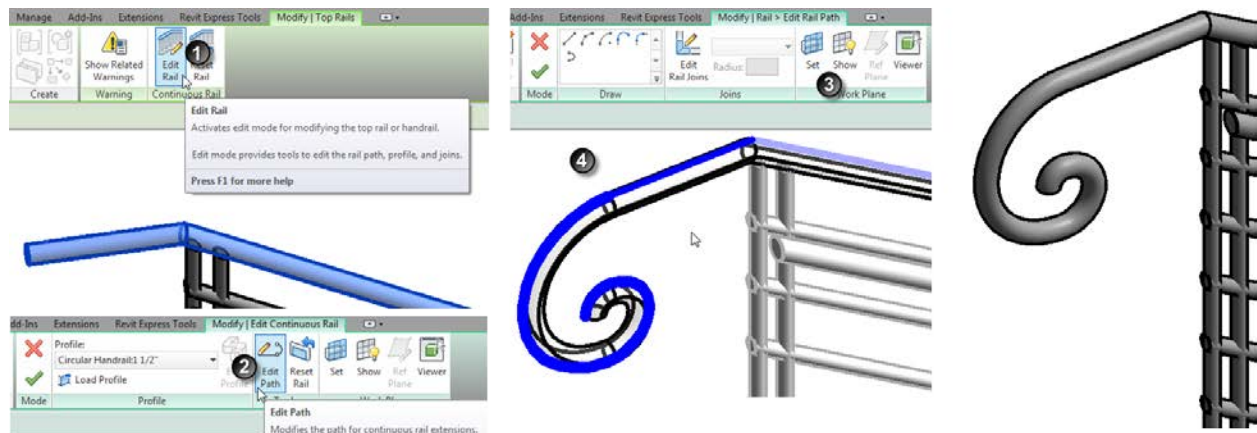 Manage Add-Ins Extensions Revit Express Tools Modify | Top Rails
Show Related Warnings
Edit Rail
Reset Rail
1
Create Warning Continuous Rail
Edit Rail
Activates edit mode for modifying the top rail or handrail.
Edit mode provides tools to edit the rail path, profile, and joins.
Press F1 for more help
dd-Ins Extensions Revit Express Tools Modify | Edit Continuous Rail
Profile:
Circular Handrail:1 1/2"
Load Profile
2
Edit Path
Reset Rail
Set Show Ref Plane Viewer
Mode Profile
Edit Path
Modifies the path for continuous rail extensions.
Add-Ins Extensions Revit Express Tools Modify | Rail > Edit Rail Path
Edit Rail Joins
Radius:
Set Show Ref Plane Viewer
3
Mode Draw Joins Work Plane
4